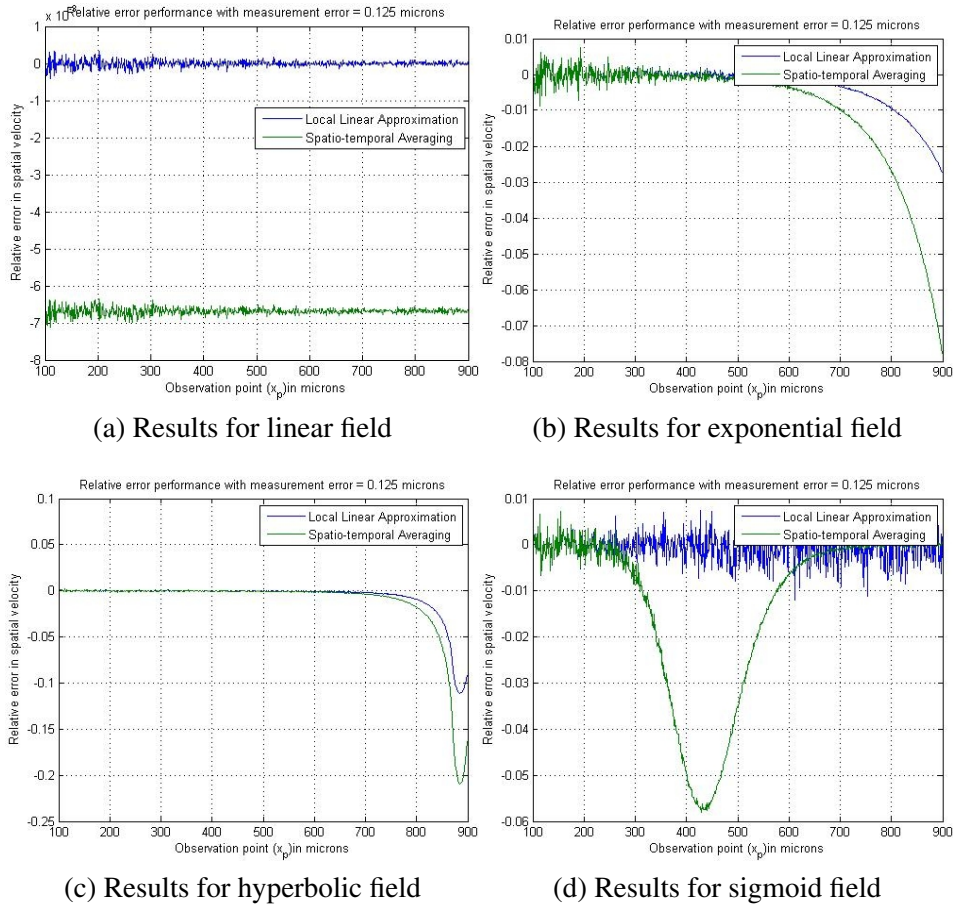 x 10
Relative error performance with measurement error = 0.125 microns
1
0
-1
-2
-3
-4
-5
-6
-7
-8
Relative error in spatial velocity
Local Linear Approximation
Spatio-temporal Averaging
100 200 300 400 500 600 700 800 900
Observation point (xp)in microns
(a) Results for linear field
Relative error performance with measurement error = 0.125 microns
0.01
0
-0.01
-0.02
-0.03
-0.04
-0.05
-0.06
-0.07
-0.08
Relative error in spatial velocity
Local Linear Approximation
Spatio-temporal Averaging
100 200 300 400 500 600 700 800 900
Observation point (xp)in microns
(b) Results for exponential field
Relative error performance with measurement error = 0.125 microns
0.1
0.05
0
-0.05
-0.1
-0.15
-0.2
-0.25
Relative error in spatial velocity
Local Linear Approximation
Spatio-temporal Averaging
100 200 300 400 500 600 700 800 900
Observation point (xp)in microns
(c) Results for hyperbolic field
Relative error performance with measurement error = 0.125 microns
0.01
0
-0.01
-0.02
-0.03
-0.04
-0.05
-0.06
Relative error in spatial velocity
Local Linear Approximation
Spatio-temporal Averaging
100 200 300 400 500 600 700 800 900
Observation point (xp)in microns
(d) Results for sigmoid field